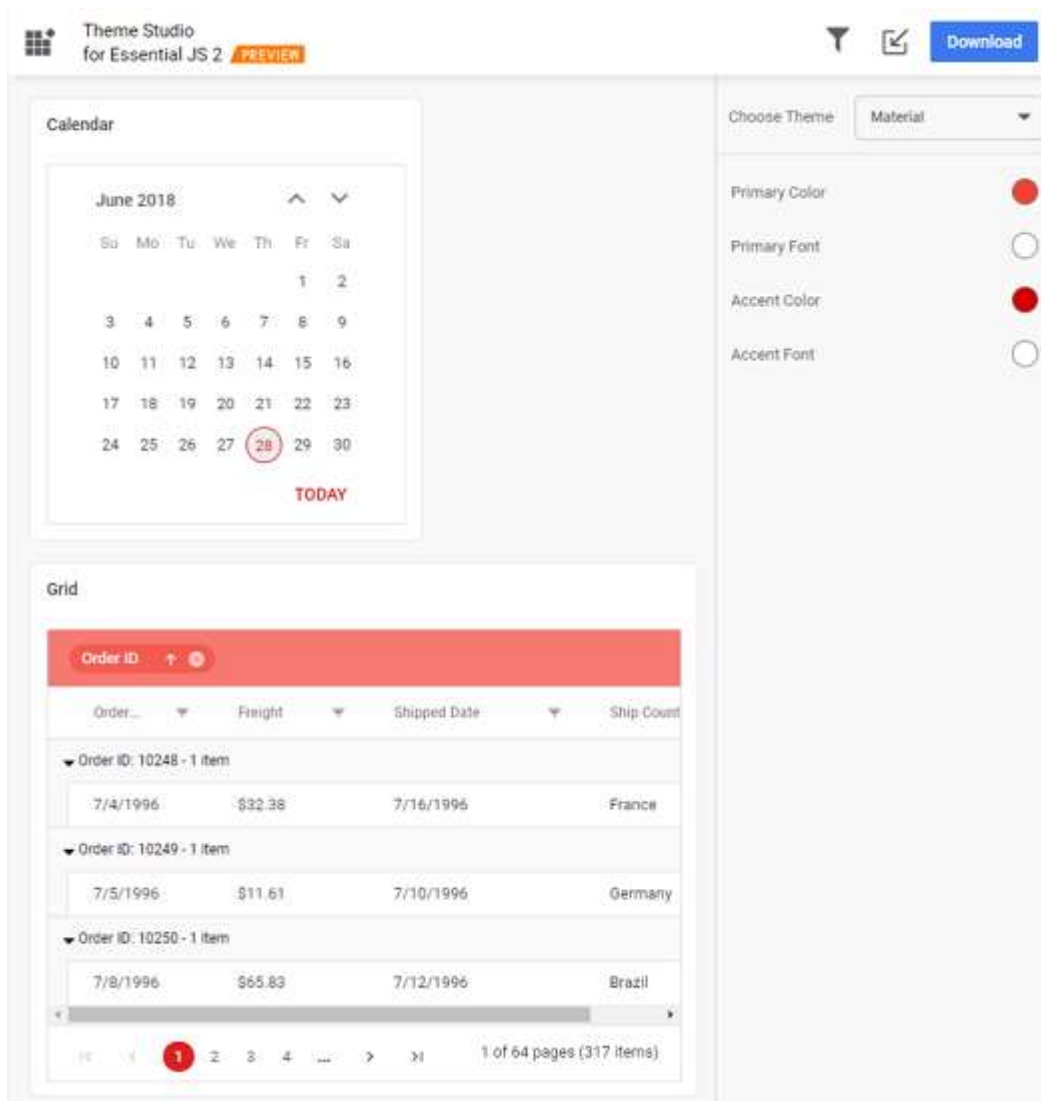 Theme Studio
for Essential JS 2 PREVIEW
Download
Calendar
June 2018
Su Mo Tu We Th Fr Sa
1 2
3 4 5 6 7 8 9
10 11 12 13 14 15 16
17 18 19 20 21 22 23
24 25 26 27 28 29 30
TODAY
Choose Theme Material
Primary Color
Primary Font
Accent Color
Accent Font
Grid
Order ID
Order... Freight Shipped Date Ship Count
Order ID: 10248 - 1 item
7/4/1996 $32.38 7/16/1996 France
Order ID: 10249 - 1 item
7/5/1996 $11.61 7/10/1996 Germany
Order ID: 10250 - 1 item
7/8/1996 $65.83 7/12/1996 Brazil
1 2 3 4 ... 1 of 64 pages (317 items)